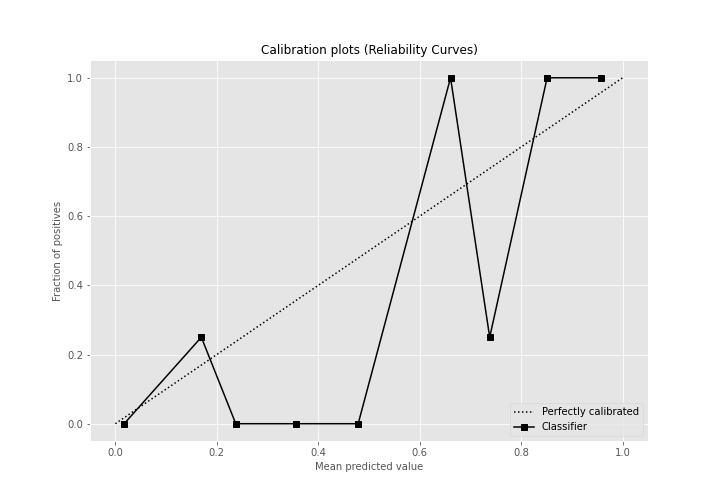 Calibration plots (Reliability Curves)
Fraction of positives
1.0
0.8
0.6
0.4
0.2
0.0
0.0 0.2 0.4 0.6 0.8 1.0
Mean predicted value
Perfectly calibrated
Classifier